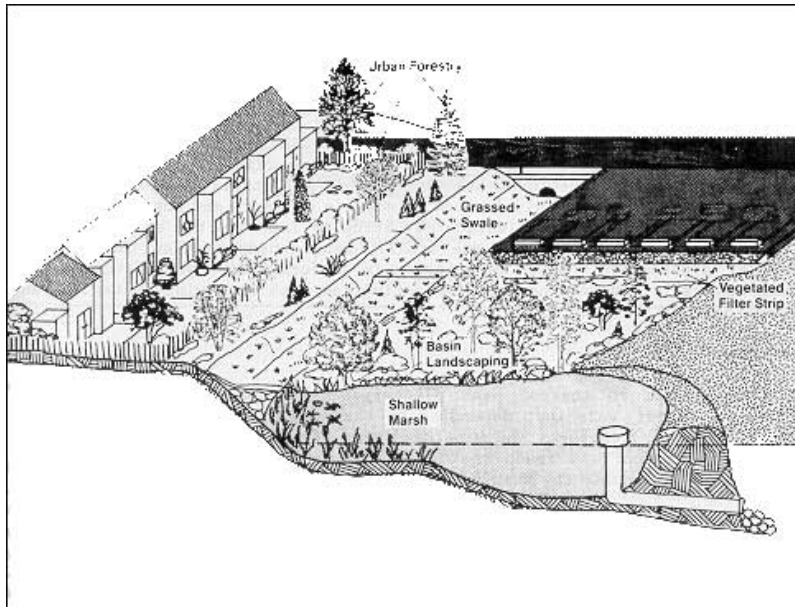 Urban Forestry
Grassed
Swale
Vegetated
Filter Strip
Basin
Landscaping
Shallow
Marsh